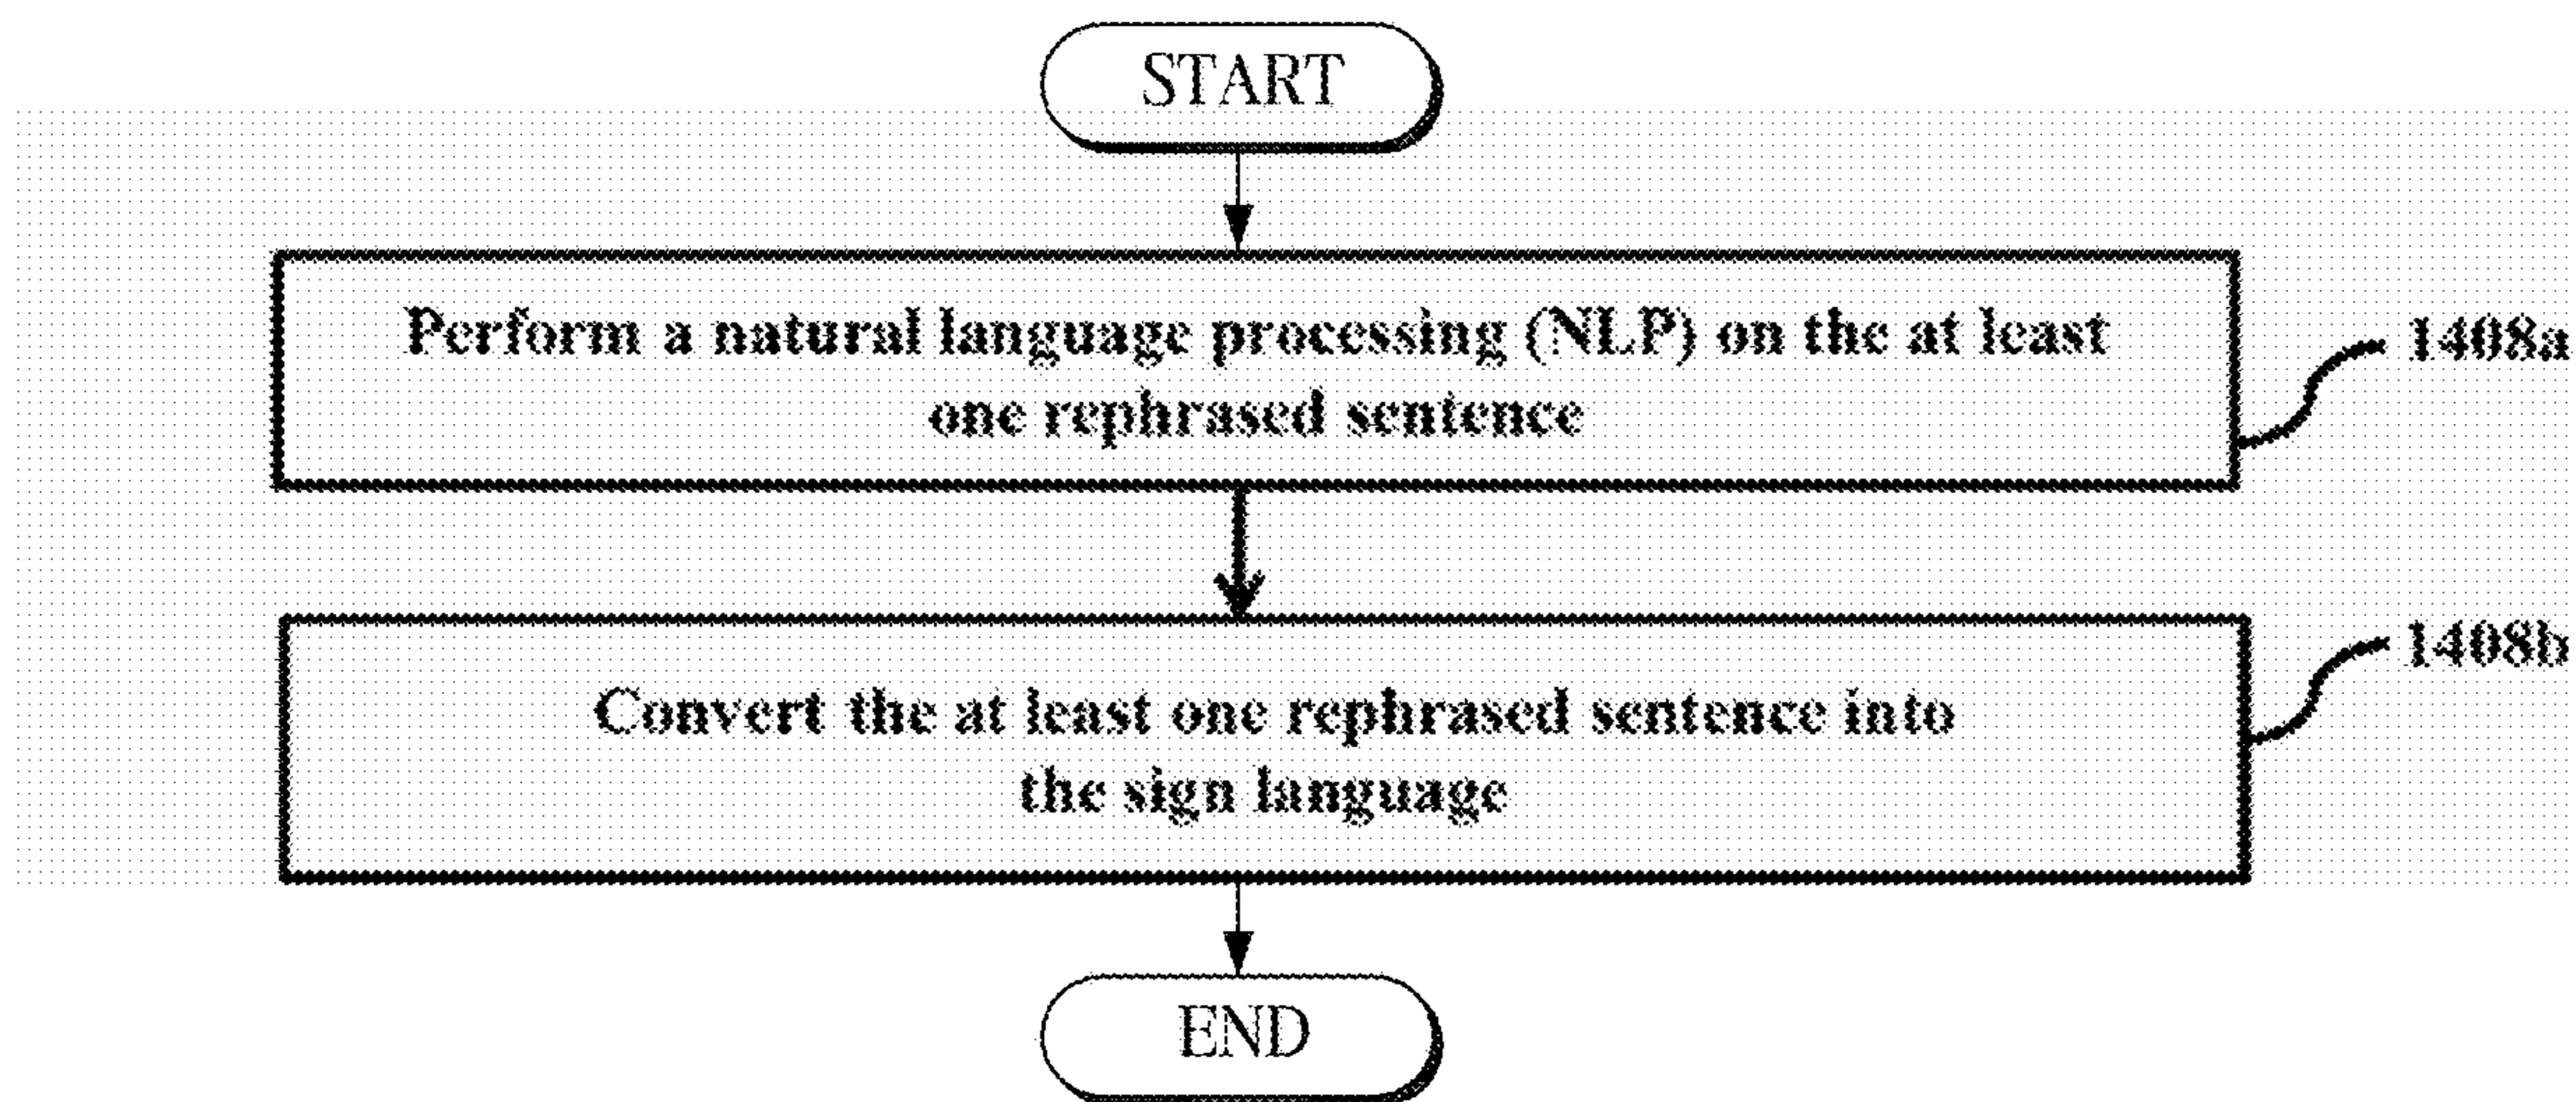 START
Perform a natural language processing (NLP) on the at least
one rephrased sentence
1408a
Convert the at least one rephrased sentence into
the sign language
1408b
END